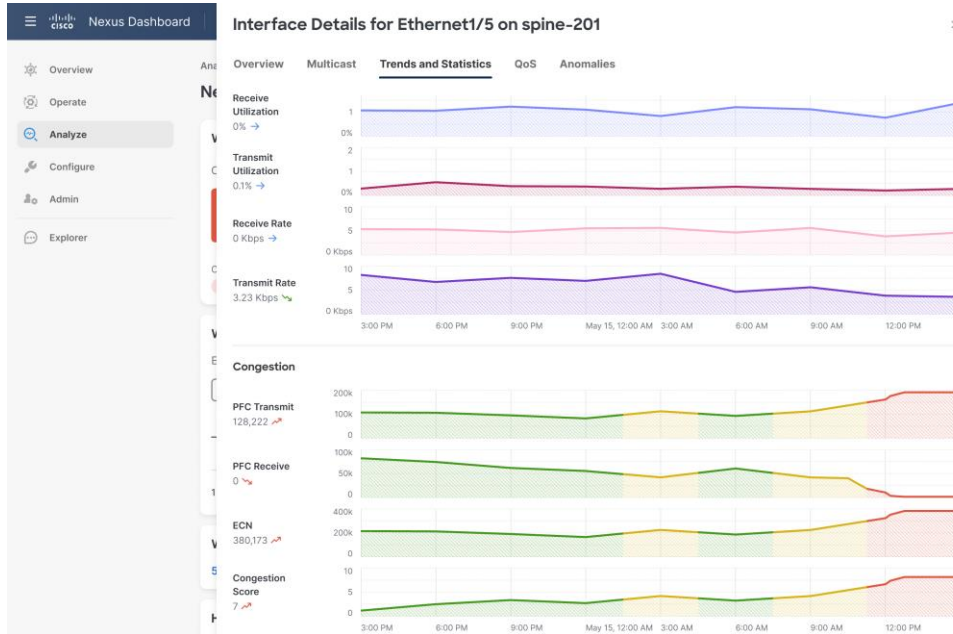 CISCO Nexus Dashboard
Interface Details for Ethernet1/5 on spine-201
Overview
Operate
Analyze
Configure
Admin
Explorer
Overview Multicast Trends and Statistics QoS Anomalies
Receive
Utilization
0% →
1
0%
Transmit
Utilization
0.1% →
2
1
0%
Receive Rate
0 Kbps →
10
5
0 Kbps
Transmit Rate
3.23 Kbps
10
5
0 Kbps
3:00 PM 6:00 PM 9:00 PM May 15, 12:00 AM 3:00 AM 6:00 AM 9:00 AM 12:00 PM
Congestion
PFC Transmit
128,222
200k
100k
0
PFC Receive
0
100k
50k
0
ECN
380,173
400k
200k
0
Congestion
Score
7
10
5
0
3:00 PM 6:00 PM 9:00 PM May 15, 12:00 AM 3:00 AM 6:00 AM 9:00 AM 12:00 PM